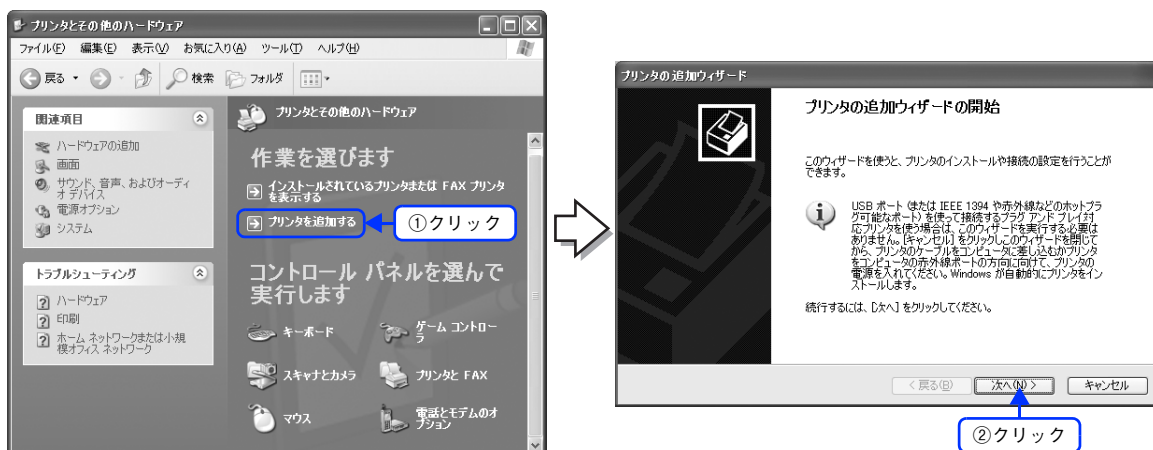 プリンタとその他のハードウェア
ファイル(F) 編集(E) 表示(V) お気に入り(A) ツール(T) ヘルプ(H)
戻る 検索 フォルダ
関連項目
ハードウェアの追加
画面
サウンド、音声、およびオーディ
オ デバイス
電源オプション
システム
トラブルシューティング
ハードウェア
印刷
ホーム ネットワークまたは小規
模オフィス ネットワーク
プリンタとその他のハードウェア
作業を選びます
インストールされているプリンタまたは FAX プリンタ
を表示する
プリンタを追加する
①クリック
コントロール パネルを選んで
実行します
キーボード
ゲーム コントロー
ラ
スキャナとカメラ
プリンタと FAX
マウス
電話とモデムのオ
プション
プリンタの追加ウィザード
プリンタの追加ウィザードの開始
このウィザードを使うと、プリンタのインストールや接続の設定を行うことが
できます。
USB ポート (または IEEE 1394 や赤外線などのホットプラ
グ可能なポート) を使って接続するプラグ アンド プレイ対
応プリンタを使う場合は、このウィザードを実行する必要は
ありません。[キャンセル] をクリックしこのウィザードを閉じて
から、プリンタのケーブルをコンピュータに差し込むかプリンタ
をコンピュータの赤外線ポートの方向に向けて、プリンタの
電源を入れてください。Windows が自動的にプリンタをイン
ストールします。
続行するには、[次へ] をクリックしてください。
< 戻る(B) 次へ(N) > キャンセル
②クリック